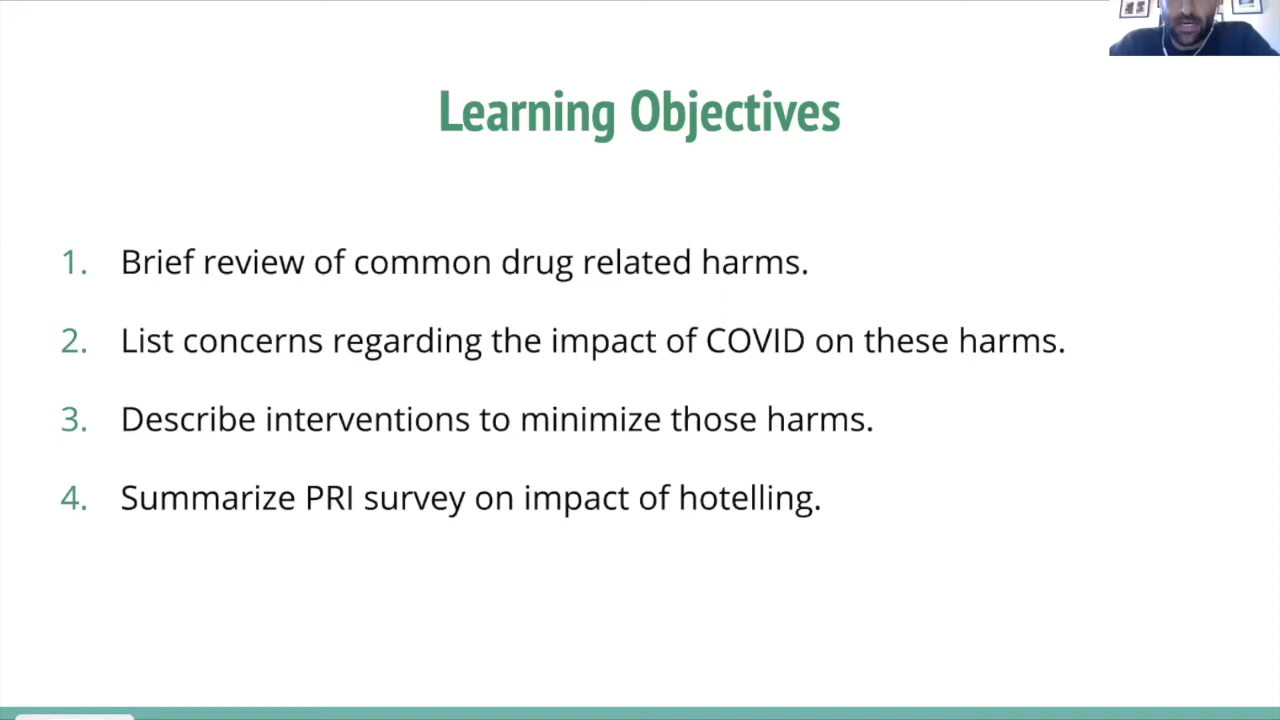 Learning Objectives
1. Brief review of common drug related harms.
2. List concerns regarding the impact of COVID on these harms.
3. Describe interventions to minimize those harms.
4. Summarize PRI survey on impact of hotelling.